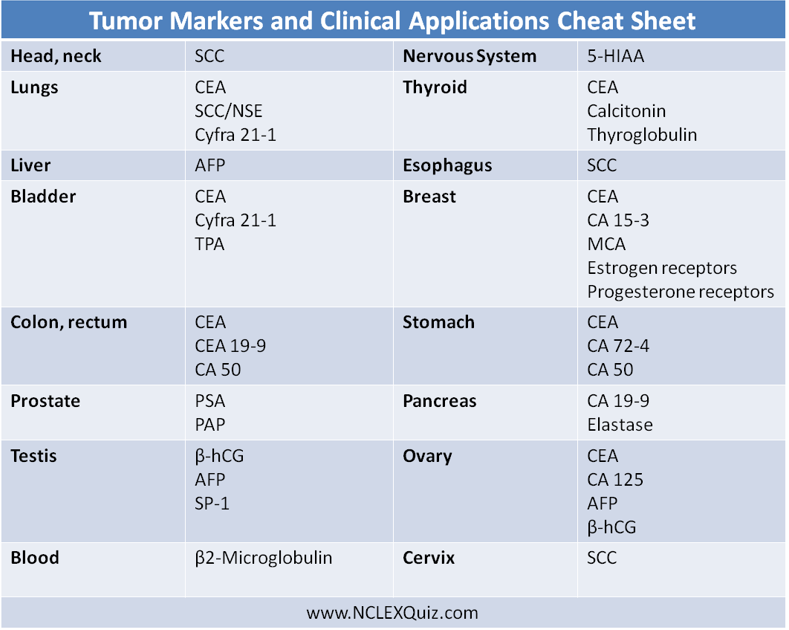 Tumor Markers and Clinical Applications Cheat Sheet
Head, neck
SCC
Nervous System
5-HIAA
Lungs
CEA
SCC/NSE
Cyfra 21-1
Thyroid
CEA
Calcitonin
Thyroglobulin
Liver
AFP
Esophagus
SCC
Bladder
CEA
Cyfra 21-1
TPA
Breast
CEA
CA 15-3
MCA
Estrogen receptors
Progesterone receptors
Colon, rectum
CEA
CEA 19-9
CA 50
Stomach
CEA
CA 72-4
CA 50
Prostate
PSA
PAP
Pancreas
CA 19-9
Elastase
Testis
β-hCG
AFP
SP-1
Ovary
CEA
CA 125
AFP
β-hCG
Blood
β2-Microglobulin
Cervix
SCC
www.NCLEXQuiz.com